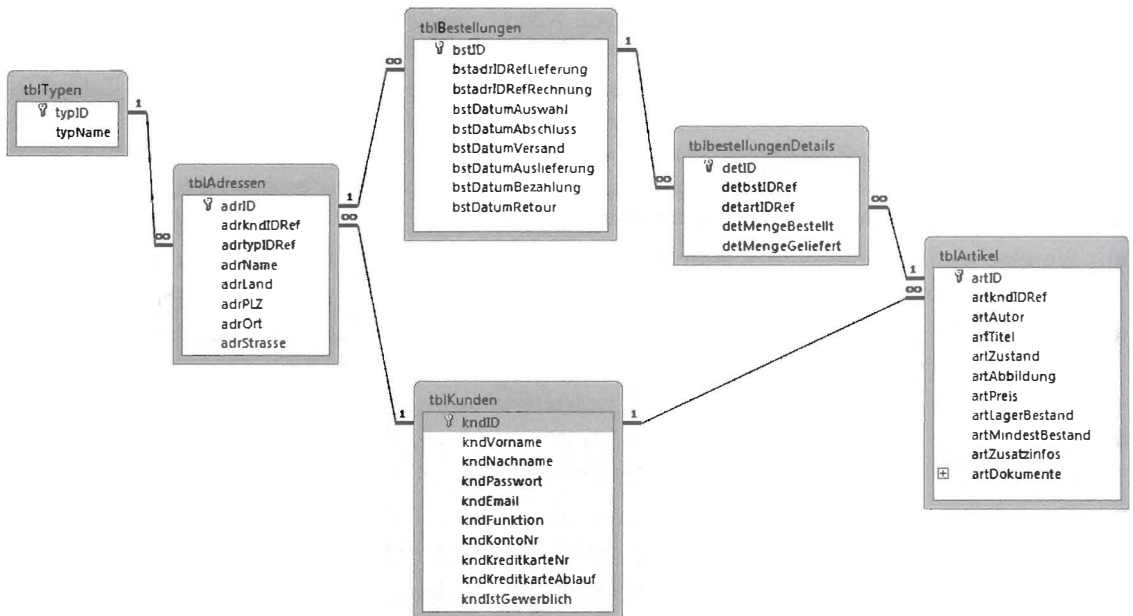 tblBestellungen
bstID
bstadrIDRefLieferung
bstadrIDRefRechnung
bstDatumAuswahl
bstDatumAbschluss
bstDatumVersand
bstDatumAuslieferung
bstDatumBezahlung
bstDatumRetour
tblTypen
typID
typName
tblAdressen
adrID
adrkndIDRef
adrtypIDRef
adrName
adrLand
adrPLZ
adrOrt
adrStrasse
tblbestellungenDetails
detID
detbstIDRef
detartIDRef
detMengeBestellt
detMengeGeliefert
tblArtikel
artID
artkndIDRef
artAutor
artTitel
artZustand
artAbbildung
artPreis
artLagerBestand
artMindestBestand
artZusatzinfos
artDokumente
tblKunden
kndID
kndVorname
kndNachname
kndPasswort
kndEmail
kndFunktion
kndKontoNr
kndKreditkarteNr
kndKreditkarteAblauf
kndIstGewerblich
1
∞
1
∞
1
∞
1
∞
∞
1
∞
1
1